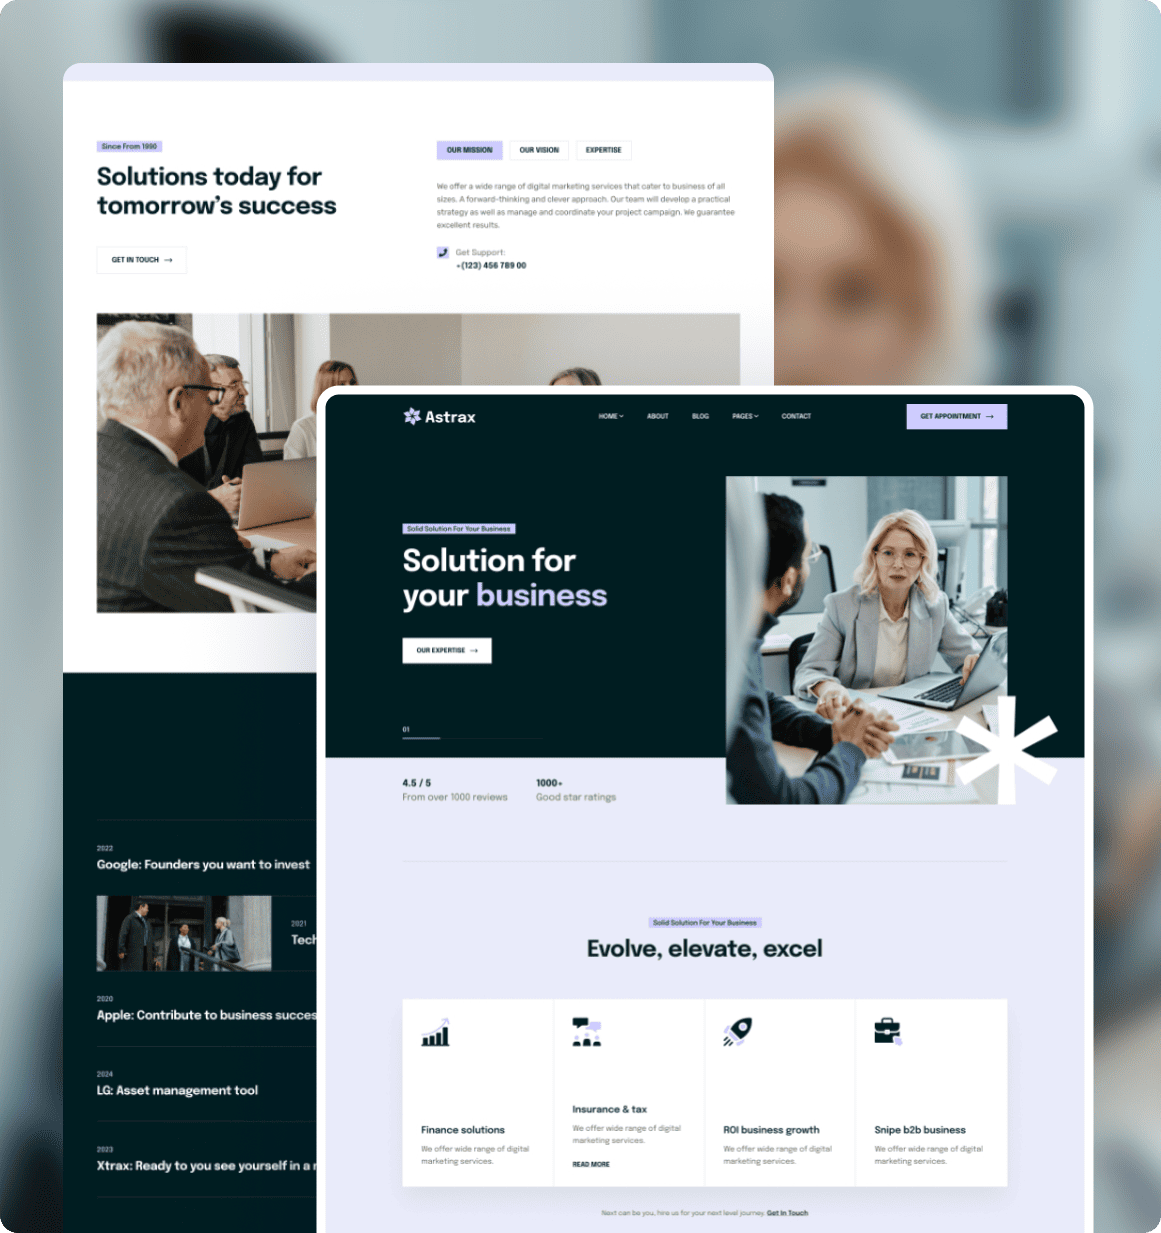 Since From 1990
Solutions today for
tomorrow's success
GET IN TOUCH
OUR MISSION
OUR VISION
EXPERTISE
We offer a wide range of digital marketing services that cater to business of all
sizes. A forward-thinking and clever approach. Our team will develop a practical
strategy as well as manage and coordinate your project campaign. We guarantee
excellent results.
Get Support:
+(123) 456 789 00
2022
Google: Founders you want to invest
2021
Tech
2020
Apple: Contribute to business succes
2024
LG: Asset management tool
2023
Xtrax: Ready to you see yourself in a
Astrax
HOME
ABOUT
BLOG
PAGES
CONTACT
GET APPOINTMENT
Solid Solution For Your Business
Solution for
your business
OUR EXPERTISE
01
4.5 / 5
From over 1000 reviews
1000+
Good star ratings
Solid Solution For Your Business
Evolve, elevate, excel
Finance solutions
We offer wide range of digital
marketing services.
Insurance & tax
We offer wide range of digital
marketing services.
READ MORE
ROI business growth
We offer wide range of digital
marketing services.
Snipe b2b business
We offer wide range of digital
marketing services.
Next can be you, hire us for your next level journey. Get In Touch